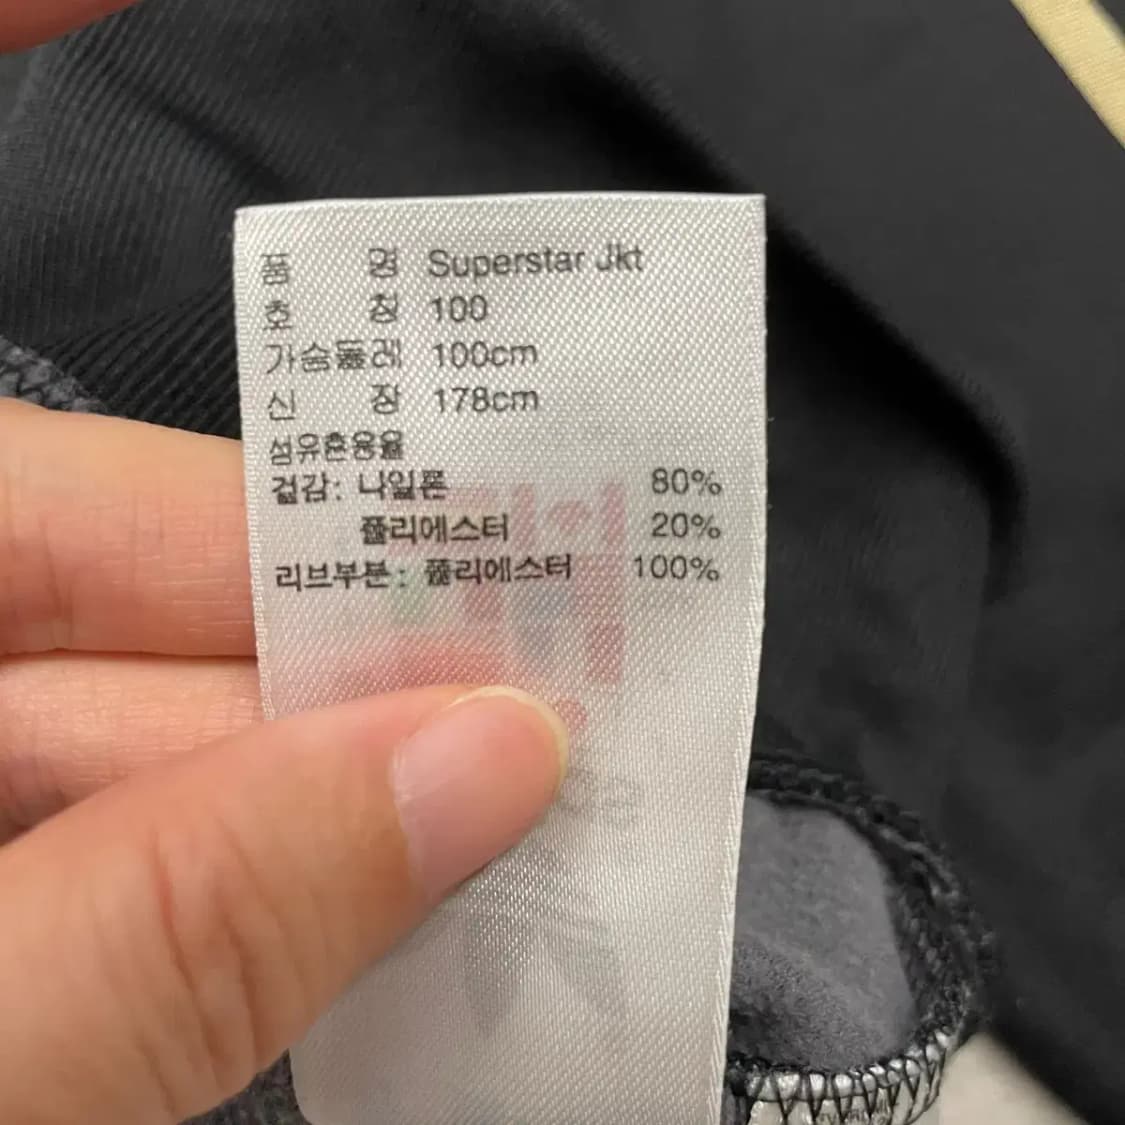 품 명 Superstar Jkt
호 칭 100
가슴둘레 100cm
신 장 178cm
섬유혼용율
겉감: 나일론 80%
폴리에스터 20%
리브부분: 폴리에스터 100%